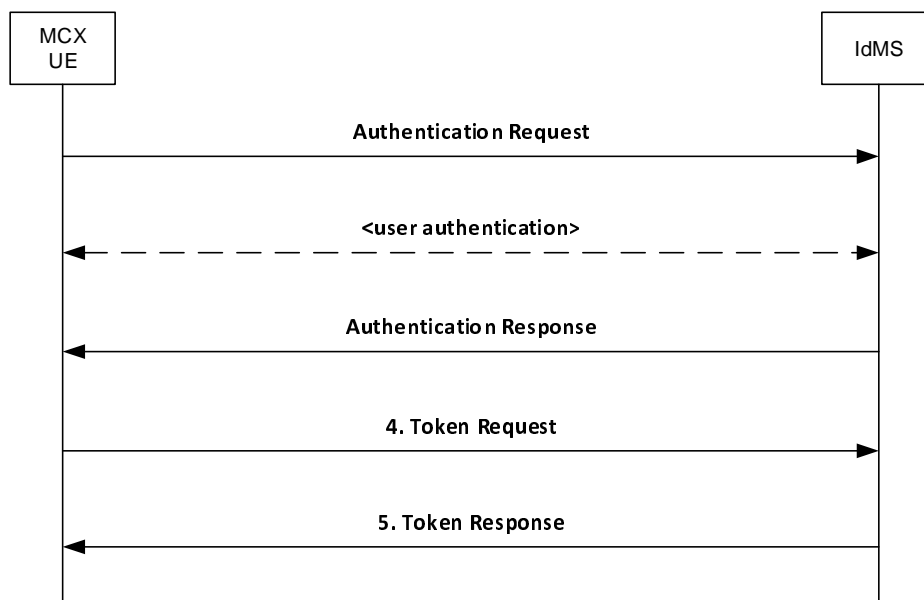 MCX
UE
IdMS
Authentication Request
<user authentication>
Authentication Response
4. Token Request
5. Token Response